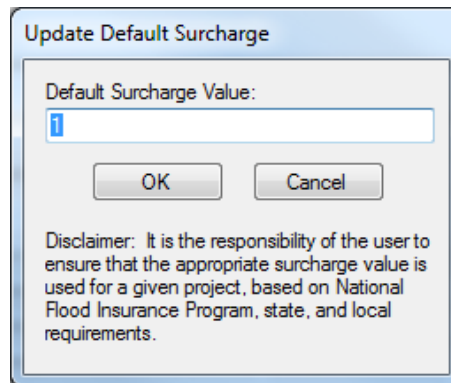 Update Default Surcharge
Default Surcharge Value:
1
OK Cancel
Disclaimer:  It is the responsibility of the user to
ensure that the appropriate surcharge value is
used for a given project, based on National
Flood Insurance Program, state, and local
requirements.